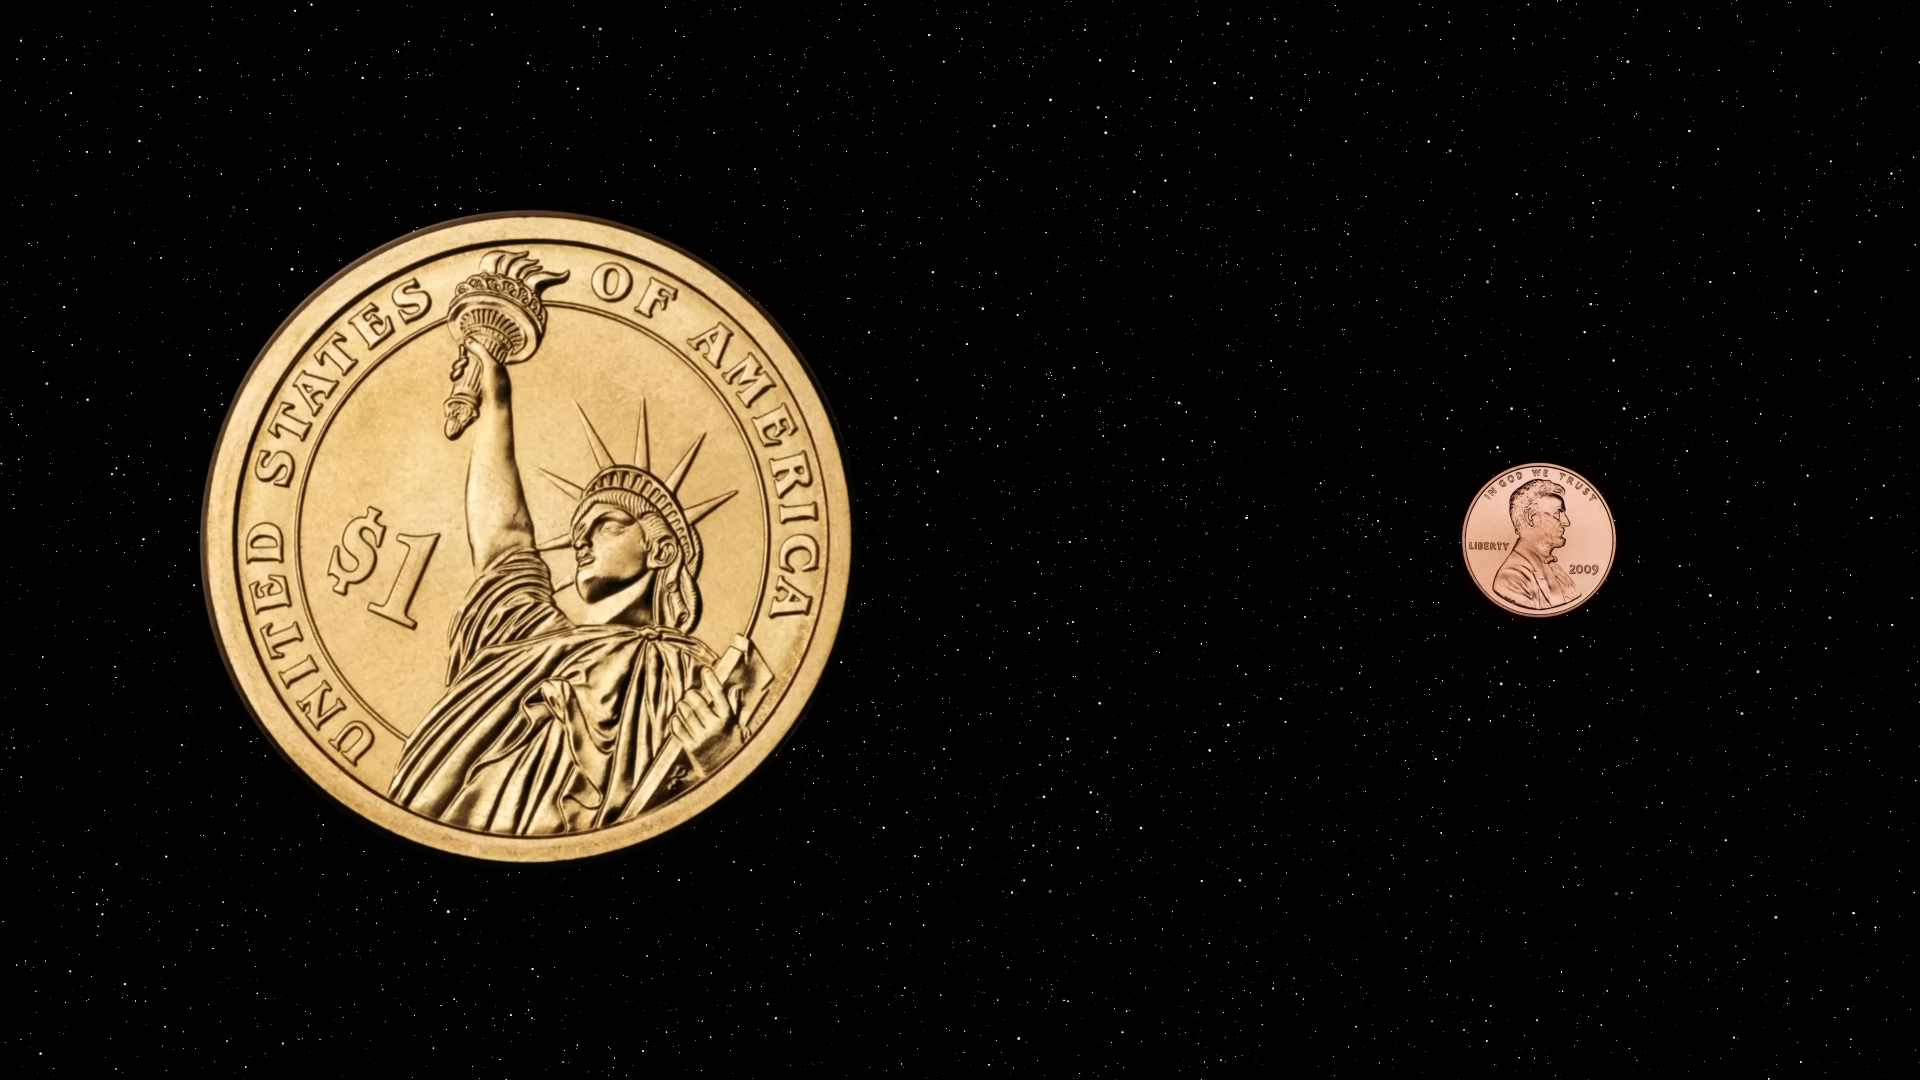 UNITED STATES OF AMERICA
$1
IN GOD WE TRUST
LIBERTY
2009